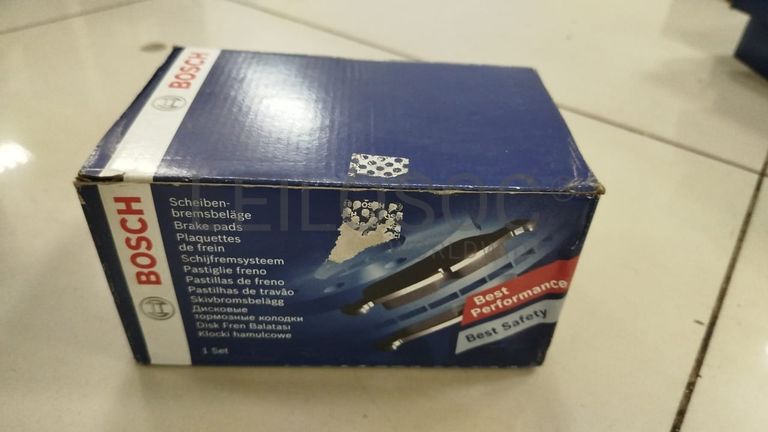 BOSCH
BOSCH
Scheiben-
bremsbeläge
Brake pads
Plaquettes
de frein
Schijfremsysteem
Pastiglie freno
Pastillas de freno
Pastilhas de travão
Skivbromsbelägg
Дисковые
тормозные колодки
Disk Fren Balatası
Klocki hamulcowe
1 Set
Best
Performance
Best Safety
LEILOSOC